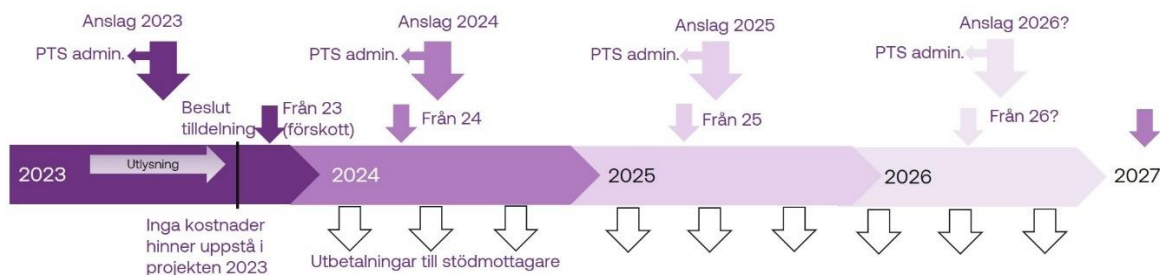 Anslag 2023
Anslag 2024
Anslag 2025
Anslag 2026?
PTS admin.
PTS admin.
PTS admin.
PTS admin.
Beslut
tilldelning
Från 23
(förskott)
Från 24
Från 25
Från 26?
2023
Utlysning
2024
2025
2026
2027
Inga kostnader
hinner uppstå i
projekten 2023
Utbetalningar till stödmottagare